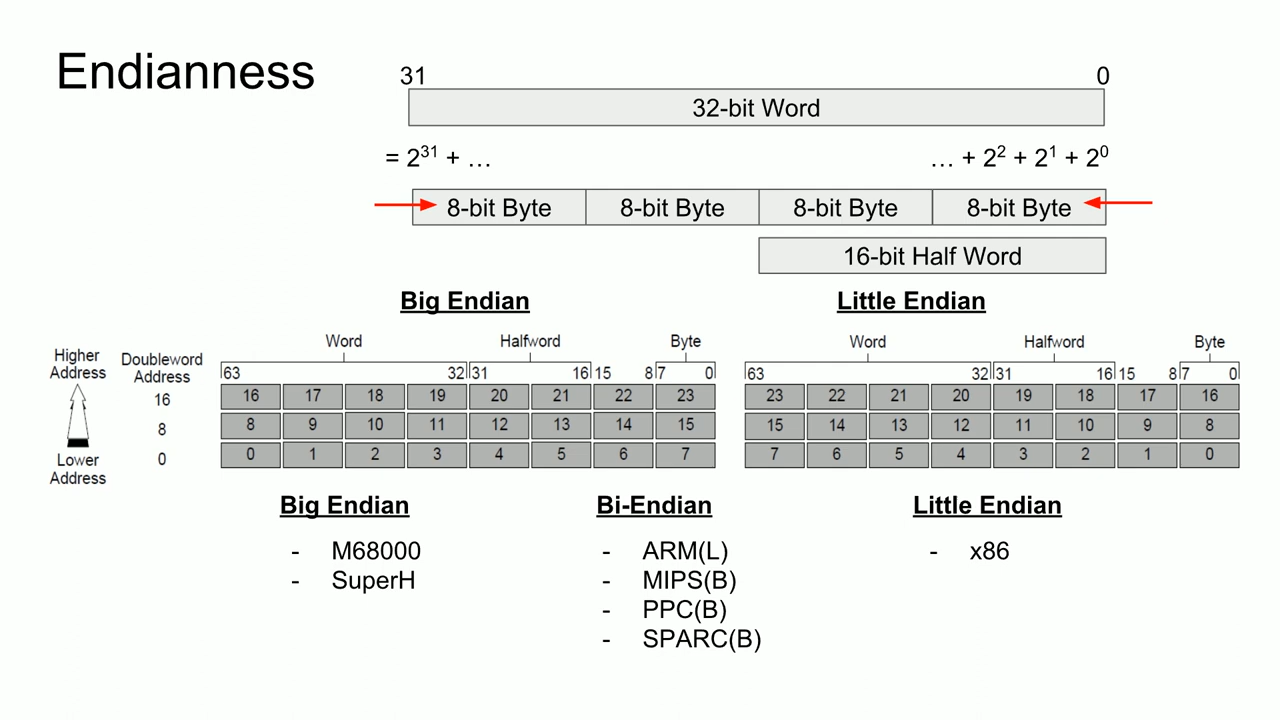 Endianness
31 0
32-bit Word
= 2³¹ + … … + 2² + 2¹ + 2⁰
8-bit Byte 8-bit Byte 8-bit Byte 8-bit Byte
16-bit Half Word
Big Endian
Higher Address
Lower Address
Doubleword Address
Word Halfword Byte
63 32 31 16 15 8 7 0
16 16 17 18 19 20 21 22 23
8 8 9 10 11 12 13 14 15
0 0 1 2 3 4 5 6 7
Little Endian
Word Halfword Byte
63 32 31 16 15 8 7 0
23 22 21 20 19 18 17 16
15 14 13 12 11 10 9 8
7 6 5 4 3 2 1 0
Big Endian
- M68000
- SuperH
Bi-Endian
- ARM(L)
- MIPS(B)
- PPC(B)
- SPARC(B)
Little Endian
- x86